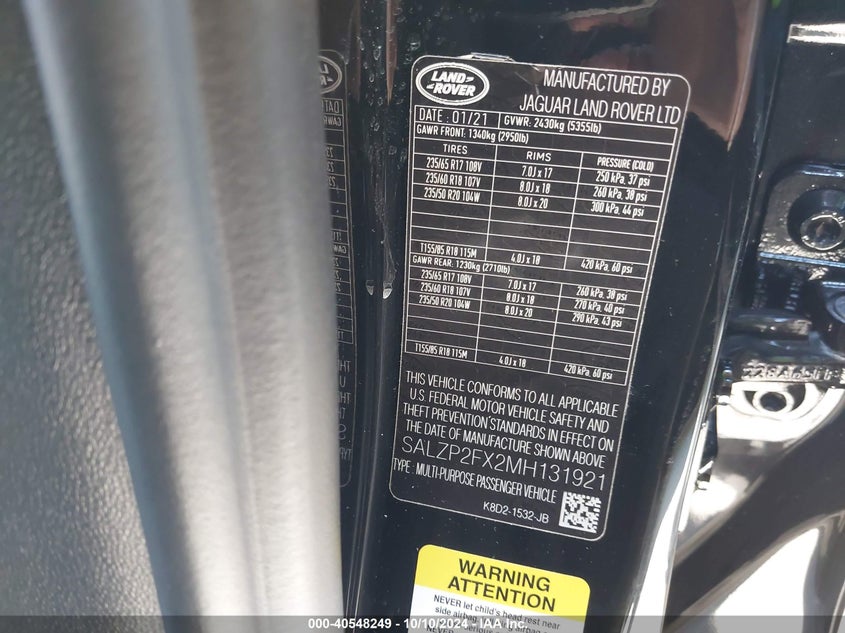 LAND
ROVER
MANUFACTURED BY
JAGUAR LAND ROVER LTD
DATE : 01/21 GVWR: 2430kg (5355lb)
GAWR FRONT: 1340kg (2950lb)
TIRES RIMS PRESSURE (COLD)
235/65 R17 108V 7.0J x 17 250 kPa, 37 psi
235/60 R18 107V 8.0J x 18 260 kPa, 38 psi
235/50 R20 104W 8.0J x 20 300 kPa, 44 psi
T155/85 R18 115M 4.0J x 18 420 kPa, 60 psi
GAWR REAR: 1230kg (2710lb)
235/65 R17 108V 7.0J x 17 260 kPa, 38 psi
235/60 R18 107V 8.0J x 18 270 kPa, 40 psi
235/50 R20 104W 8.0J x 20 290 kPa, 43 psi
T155/85 R18 115M 4.0J x 18 420 kPa, 60 psi
THIS VEHICLE CONFORMS TO ALL APPLICABLE
U.S. FEDERAL MOTOR VEHICLE SAFETY AND
THEFT PREVENTION STANDARDS IN EFFECT ON
THE DATE OF MANUFACTURE SHOWN ABOVE
SALZP2FX2MH131921
TYPE : MULTI-PURPOSE PASSENGER VEHICLE
K8D2-1532-JB
WARNING
ATTENTION
NEVER let child's head rest near
side airbag
000-40548249 - 10/10/2024 -